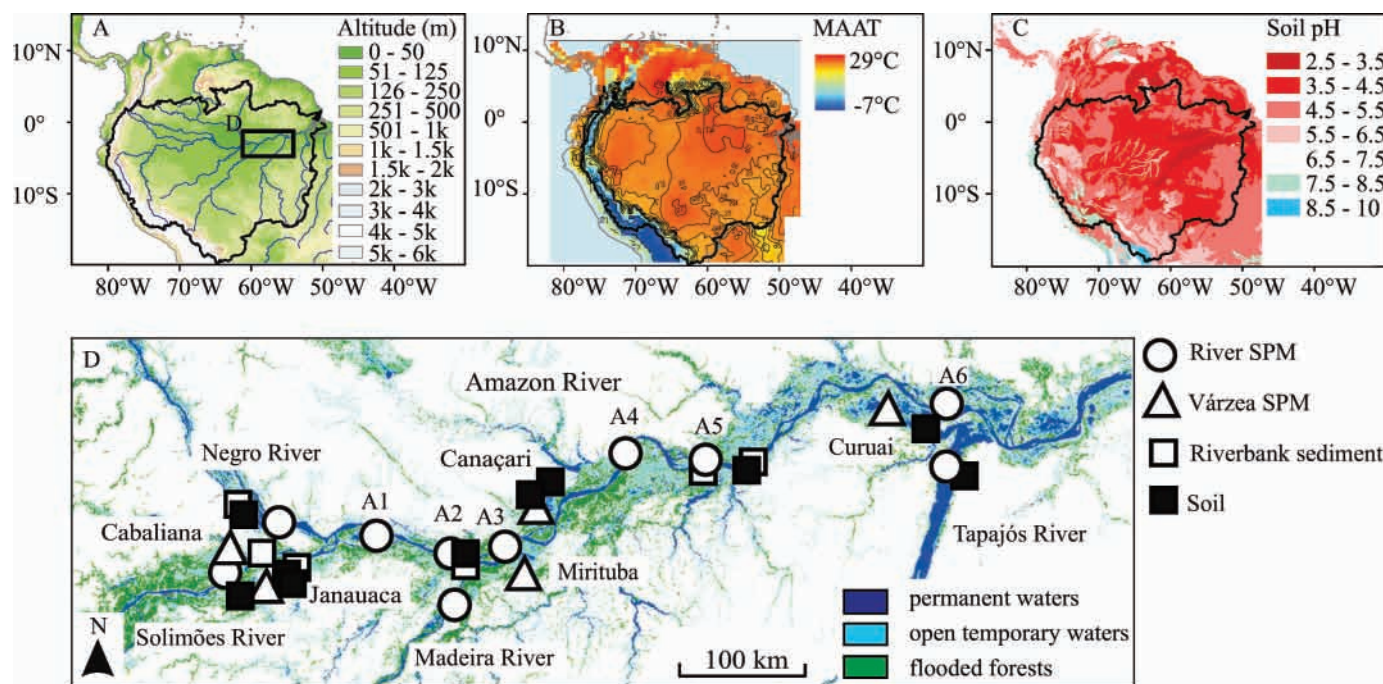 A
Altitude (m)
0 - 50
51 - 125
126 - 250
251 - 500
501 - 1k
1k - 1.5k
1.5k - 2k
2k - 3k
3k - 4k
4k - 5k
5k - 6k
10°N
0°
10°S
D
80°W 70°W 60°W 50°W 40°W
B
MAAT
29°C
-7°C
10°N
0°
10°S
80°W 70°W 60°W 50°W 40°W
C
Soil pH
2.5 - 3.5
3.5 - 4.5
4.5 - 5.5
5.5 - 6.5
6.5 - 7.5
7.5 - 8.5
8.5 - 10
10°N
0°
10°S
80°W 70°W 60°W 50°W 40°W
D
Amazon River
A6
A4
A5
Curuai
Negro River
Canaçari
A1
A2
A3
Cabaliana
Tapajós River
Mirituba
Janauaca
N
Solimões River
Madeira River
100 km
permanent waters
open temporary waters
flooded forests
River SPM
Várzea SPM
Riverbank sediment
Soil